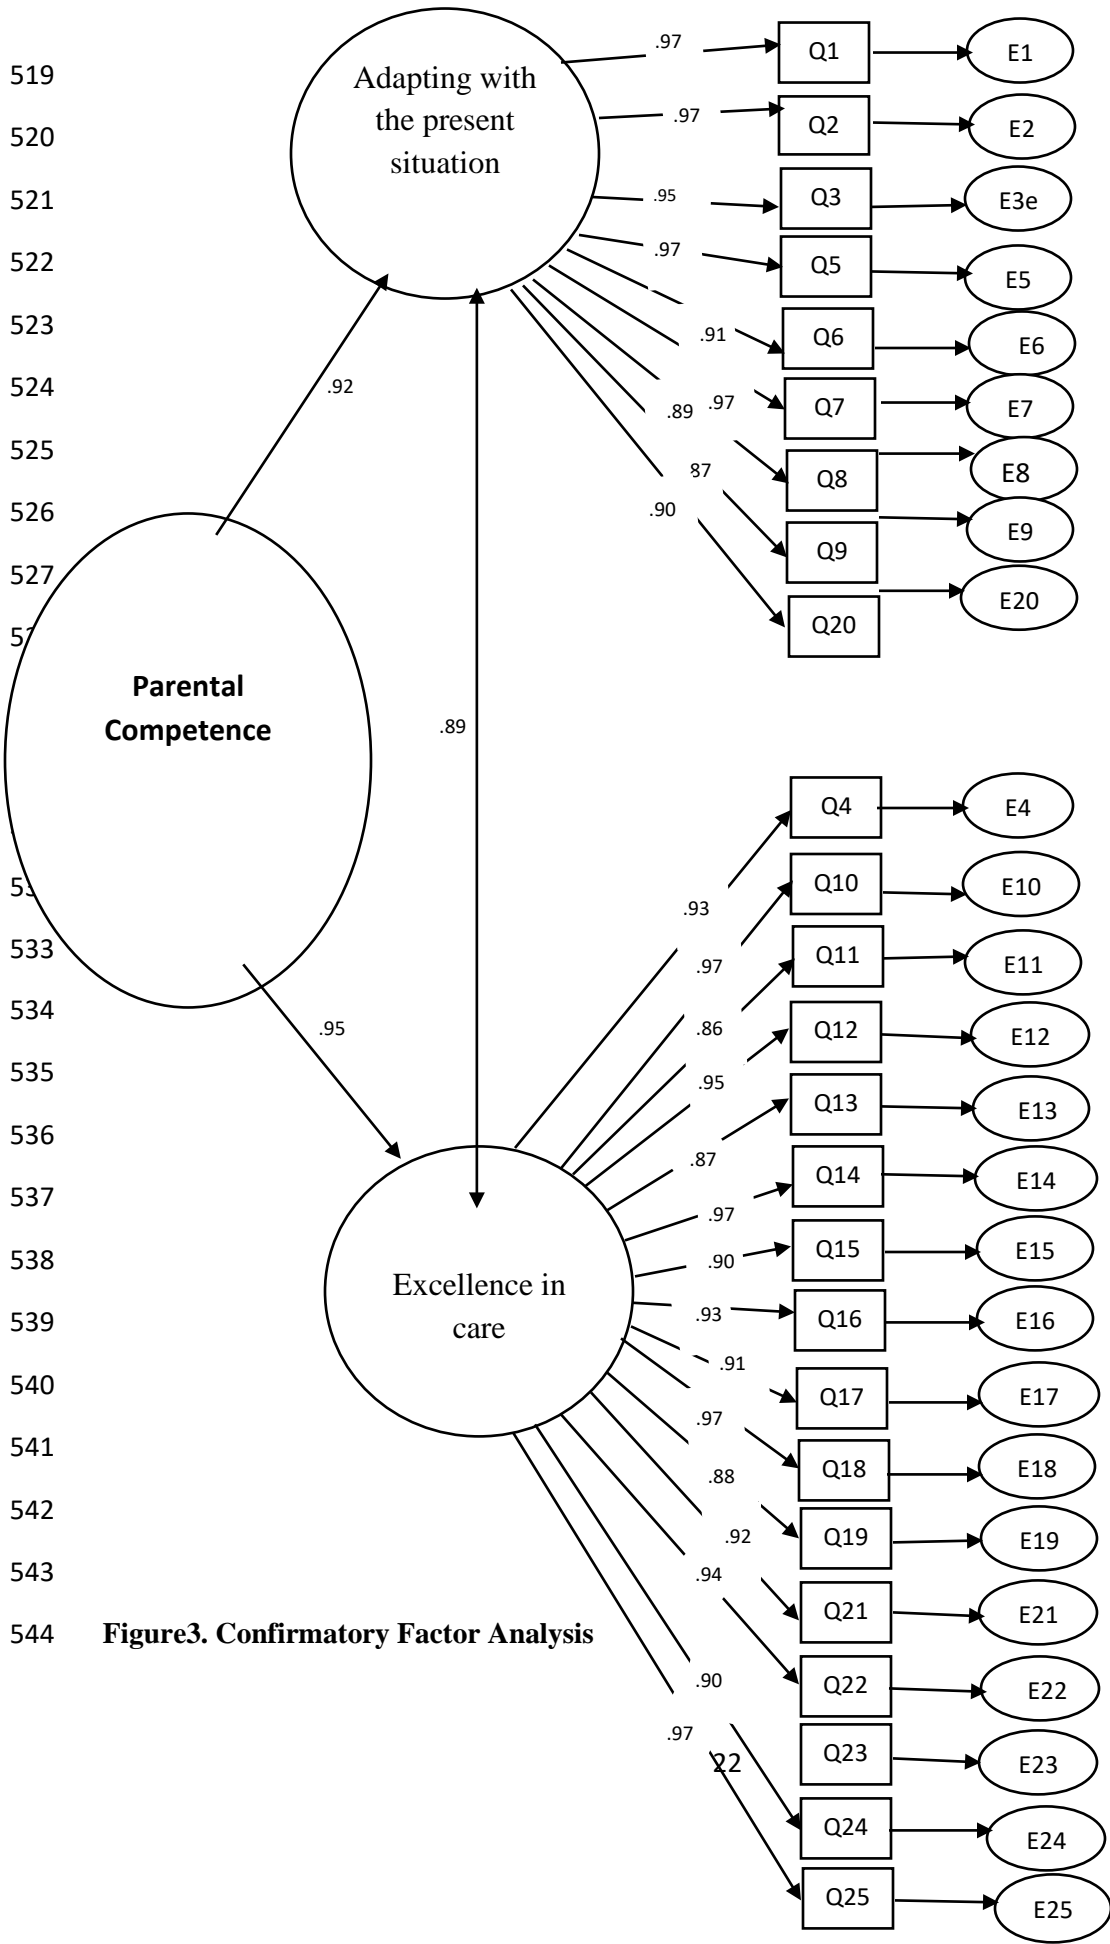 519
520
521
522
523
524
525
526
527
533
534
535
536
537
538
539
540
541
542
543
544
Adapting with
the present
situation
.92
Parental
Competence
.89
.95
Excellence in
care
.97
Q1
E1
.97
Q2
E2
.95
Q3
E3e
.97
Q5
E5
.91
Q6
E6
.97
Q7
E7
.89
Q8
E8
87
Q9
E9
.90
Q20
E20
.93
Q4
E4
.97
Q10
E10
.86
Q11
E11
.95
Q12
E12
.87
Q13
E13
.97
Q14
E14
.90
Q15
E15
.93
Q16
E16
.91
Q17
E17
.97
Q18
E18
.88
Q19
E19
.92
Q21
E21
.94
Q22
E22
Q23
E23
.90
Q24
E24
.97
Q25
E25
Figure3. Confirmatory Factor Analysis
22